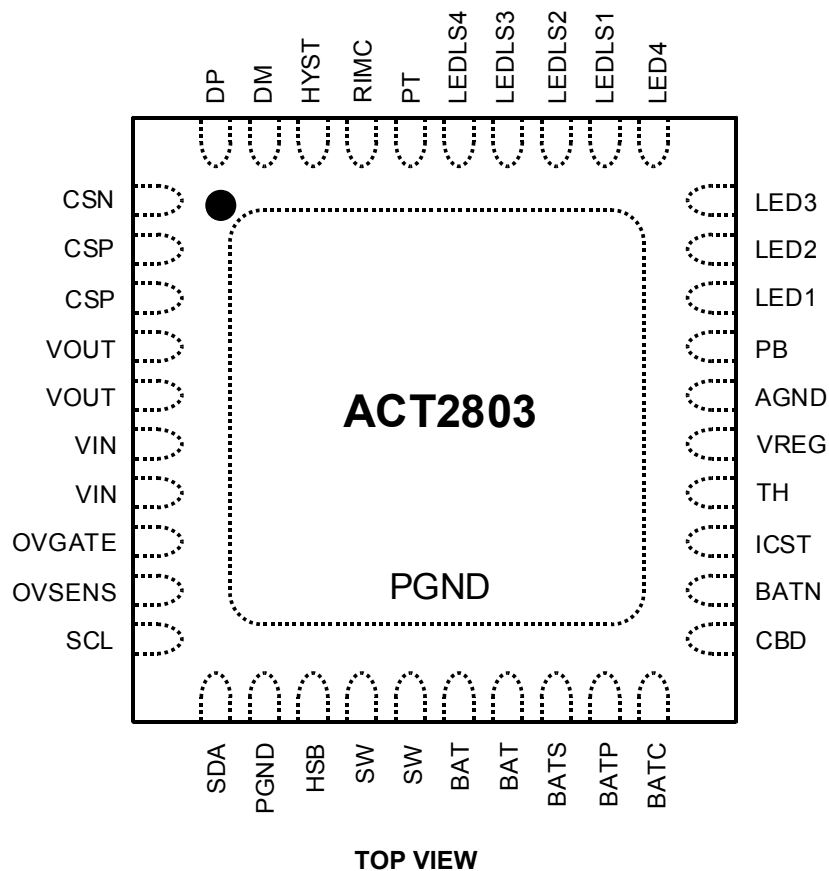 DP
DM
HYST
RIMC
PT
LEDLS4
LEDLS3
LEDLS2
LEDLS1
LED4
CSN
CSP
CSP
VOUT
VOUT
VIN
VIN
OVGATE
OVSENS
SCL
ACT2803
PGND
LED3
LED2
LED1
PB
AGND
VREG
TH
ICST
BATN
CBD
SDA
PGND
HSB
SW
SW
BAT
BAT
BATS
BATP
BATC
TOP VIEW